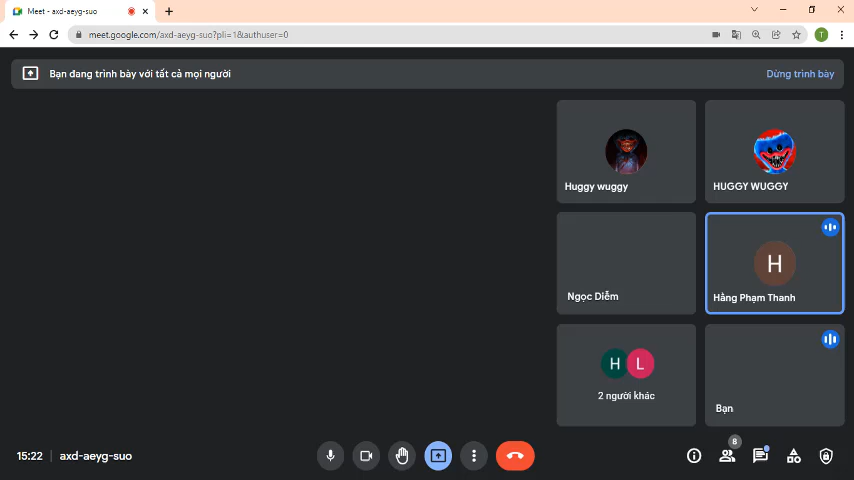 Meet - axd-aeyg-suo
meet.google.com/axd-aeyg-suo?pli=1&authuser=0
T
Bạn đang trình bày với tất cả mọi người
Dừng trình bày
Huggy wuggy
HUGGY WUGGY
Ngọc Diễm
H
Hằng Phạm Thanh
H L
2 người khác
Bạn
15:22 | axd-aeyg-suo
8